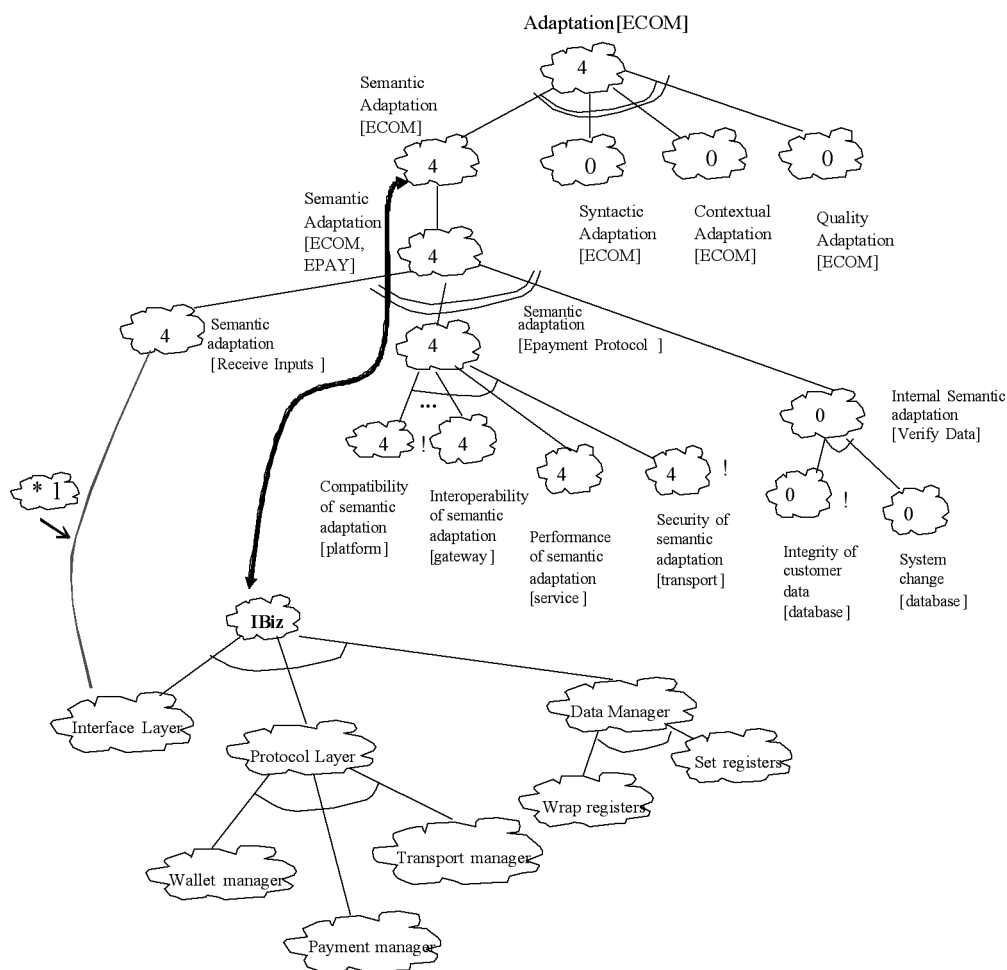 Adaptation[ECOM]
4
Semantic
Adaptation
[ECOM]
4
0
0
0
Syntactic
Adaptation
[ECOM]
Contextual
Adaptation
[ECOM]
Quality
Adaptation
[ECOM]
Semantic
Adaptation
[ECOM,
EPAY]
4
4
Semantic
adaptation
[Receive Inputs ]
4
Semantic
adaptation
[Epayment Protocol ]
0
Internal Semantic
adaptation
[Verify Data]
...
4 !
4
4
4 !
0 !
0
Compatibility
of semantic
adaptation
[platform]
Interoperability
of semantic
adaptation
[gateway]
Performance
of semantic
adaptation
[service]
Security of
semantic
adaptation
[transport]
Integrity of
customer
data
[database]
System
change
[database]
* 1
IBiz
Interface Layer
Protocol Layer
Data Manager
Set registers
Wrap registers
Wallet manager
Transport manager
Payment manager